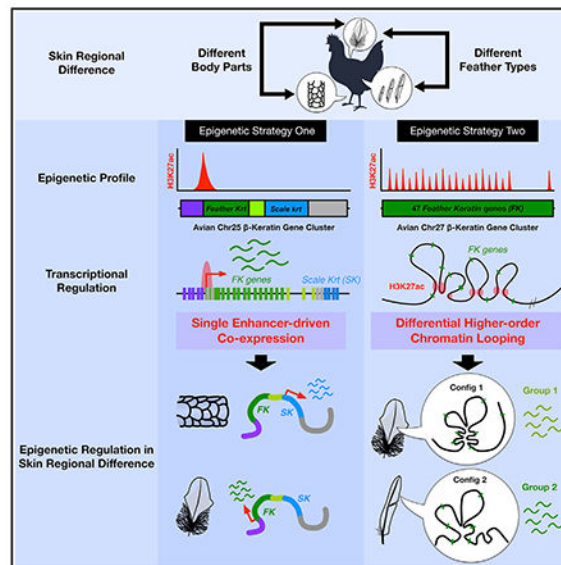 Skin Regional
Difference
Different
Body Parts
Different
Feather Types
Epigenetic Strategy One
Epigenetic Strategy Two
Epigenetic Profile
H3K27ac
Feather Krt
Scale krt
Avian Chr25 β-Keratin Gene Cluster
H3K27ac
47 Feather Keratin genes (FK)
Avian Chr27 β-Keratin Gene Cluster
Transcriptional
Regulation
FK genes
Scale Krt (SK)
FK genes
H3K27ac
Single Enhancer-driven
Co-expression
Differential Higher-order
Chromatin Looping
Epigenetic Regulation in
Skin Regional Difference
FK
SK
Config 1
Group 1
FK
SK
Config 2
Group 2